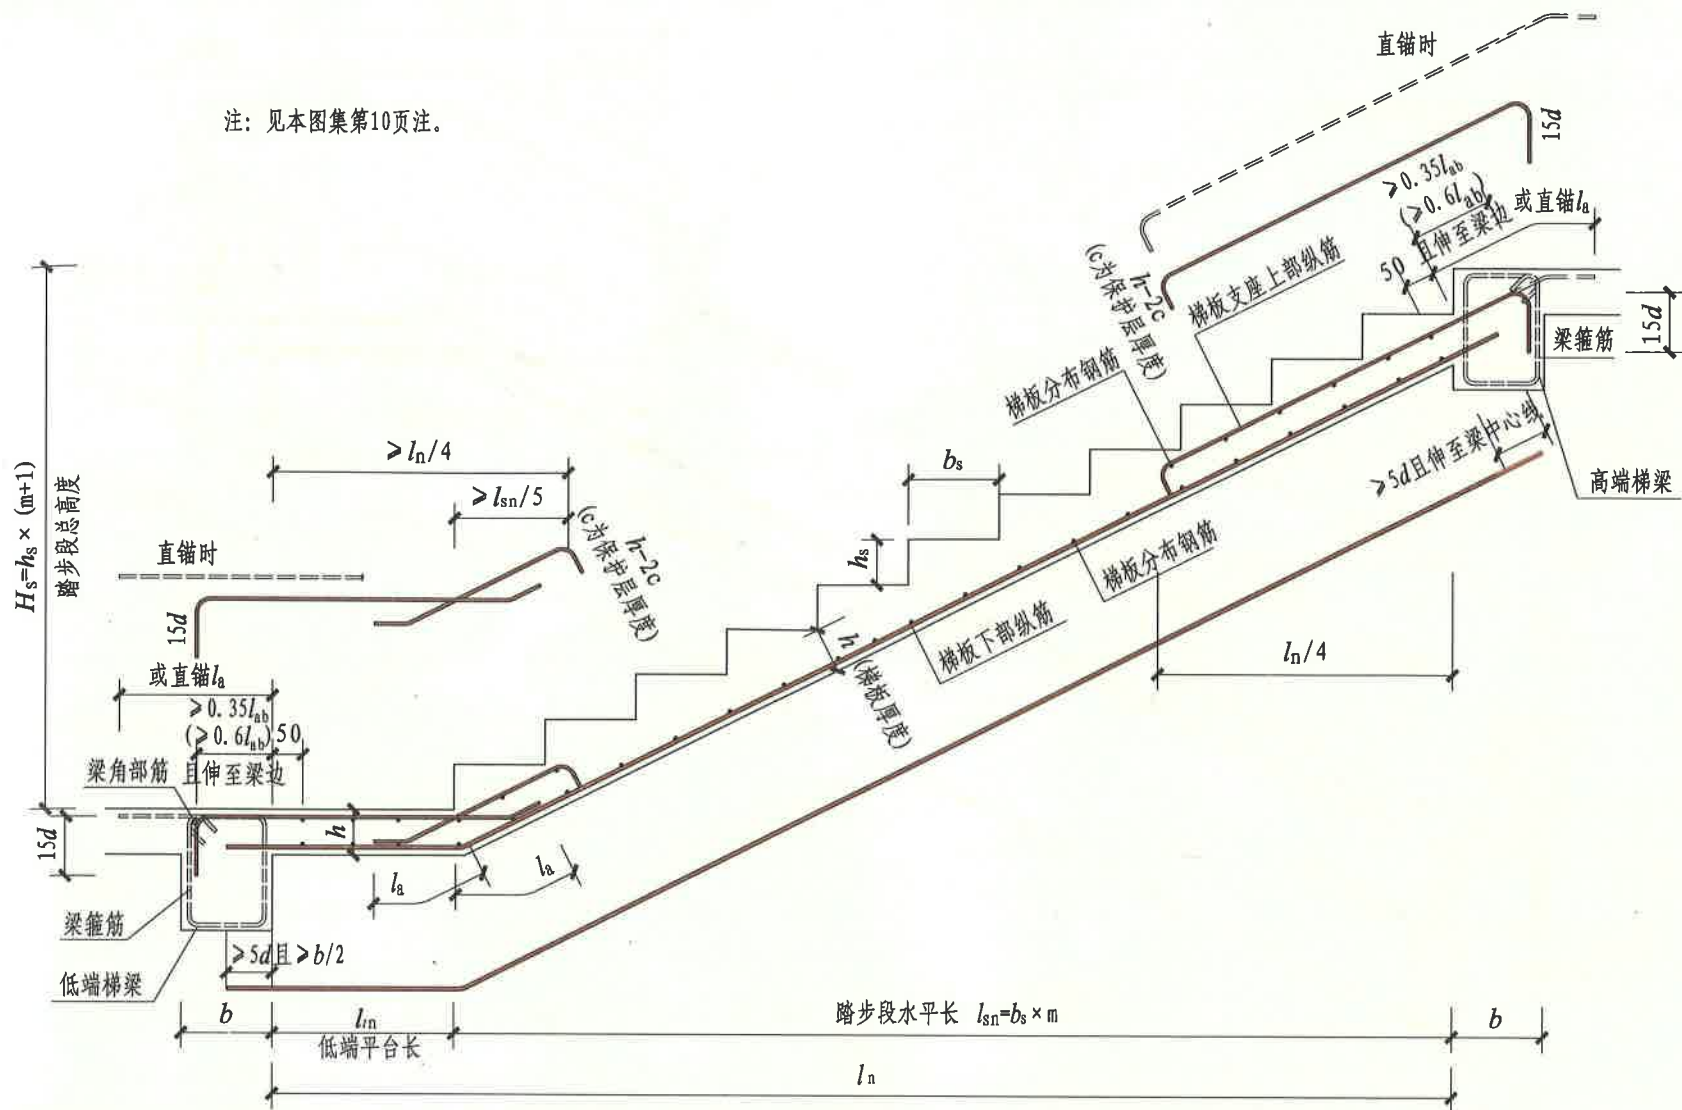 直锚时
注：见本图集第10页注。
15d
≥0.35lab
(≥0.6lab)
且伸至梁边
或直锚la
50
h-2c
(c为保护层厚度)
梯板支座上部纵筋
梯板分布钢筋
梁箍筋
15d
≥5d且伸至梁中心线
高端梯梁
Hs=hs×(m+1)
踏步段总高度
≥ln/4
≥lsn/5
h-2c
(c为保护层厚度)
直锚时
15d
或直锚la
≥0.35lab
(≥0.6lab)
50
且伸至梁边
梁角部筋
bs
hs
h
(梯板厚度)
梯板分布钢筋
梯板下部纵筋
ln/4
15d
h
la
la
梁箍筋
≥5d且≥b/2
低端梯梁
b
lln
低端平台长
踏步段水平长 lsn=bs×m
b
ln